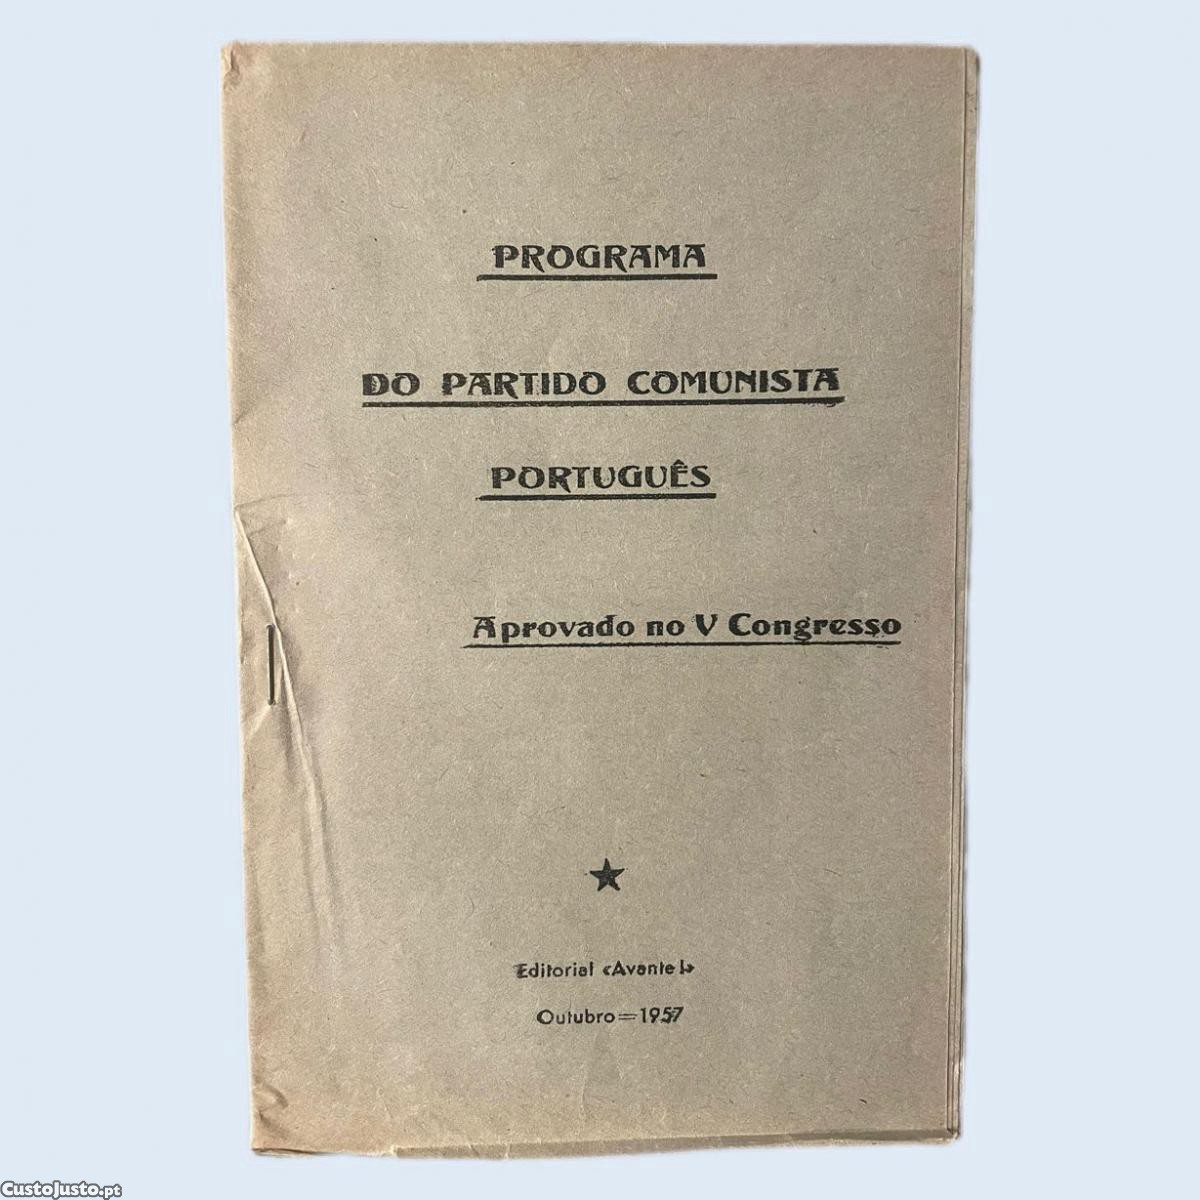 PROGRAMA
DO PARTIDO COMUNISTA
PORTUGUÊS
Aprovado no V Congresso
Editorial «Avante!»
Outubro=1957
CustoJusto.pt